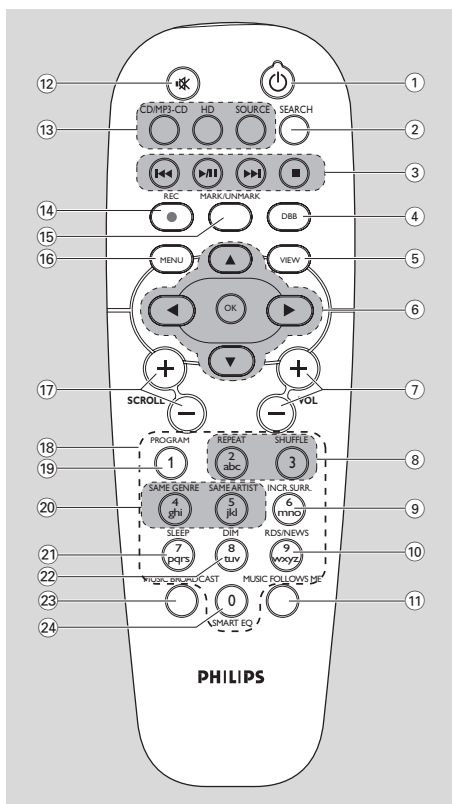 12 1
CD/MP3-CD HD SOURCE SEARCH
13 2
3
REC MARK/UNMARK
14 DBB 4
15
16 MENU VIEW 5
OK 6
17 SCROLL VOL 7
18 PROGRAM REPEAT SHUFFLE
19 1 2 abc 3 8
SAME GENRE SAME ARTIST INCR.SURR.
20 4 ghi 5 jkl 6 mno 9
SLEEP DIM RDS/NEWS
21 7 pqrs 8 tuv 9 wxyz 10
22
MUSIC BROADCAST MUSIC FOLLOWS ME
23 0 11
24 SMART EQ
PHILIPS